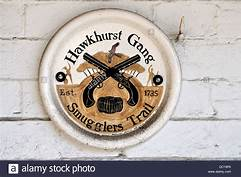 Hawkhurst Gang
Est. 1735
Smugglers Trail
alamy stock photo